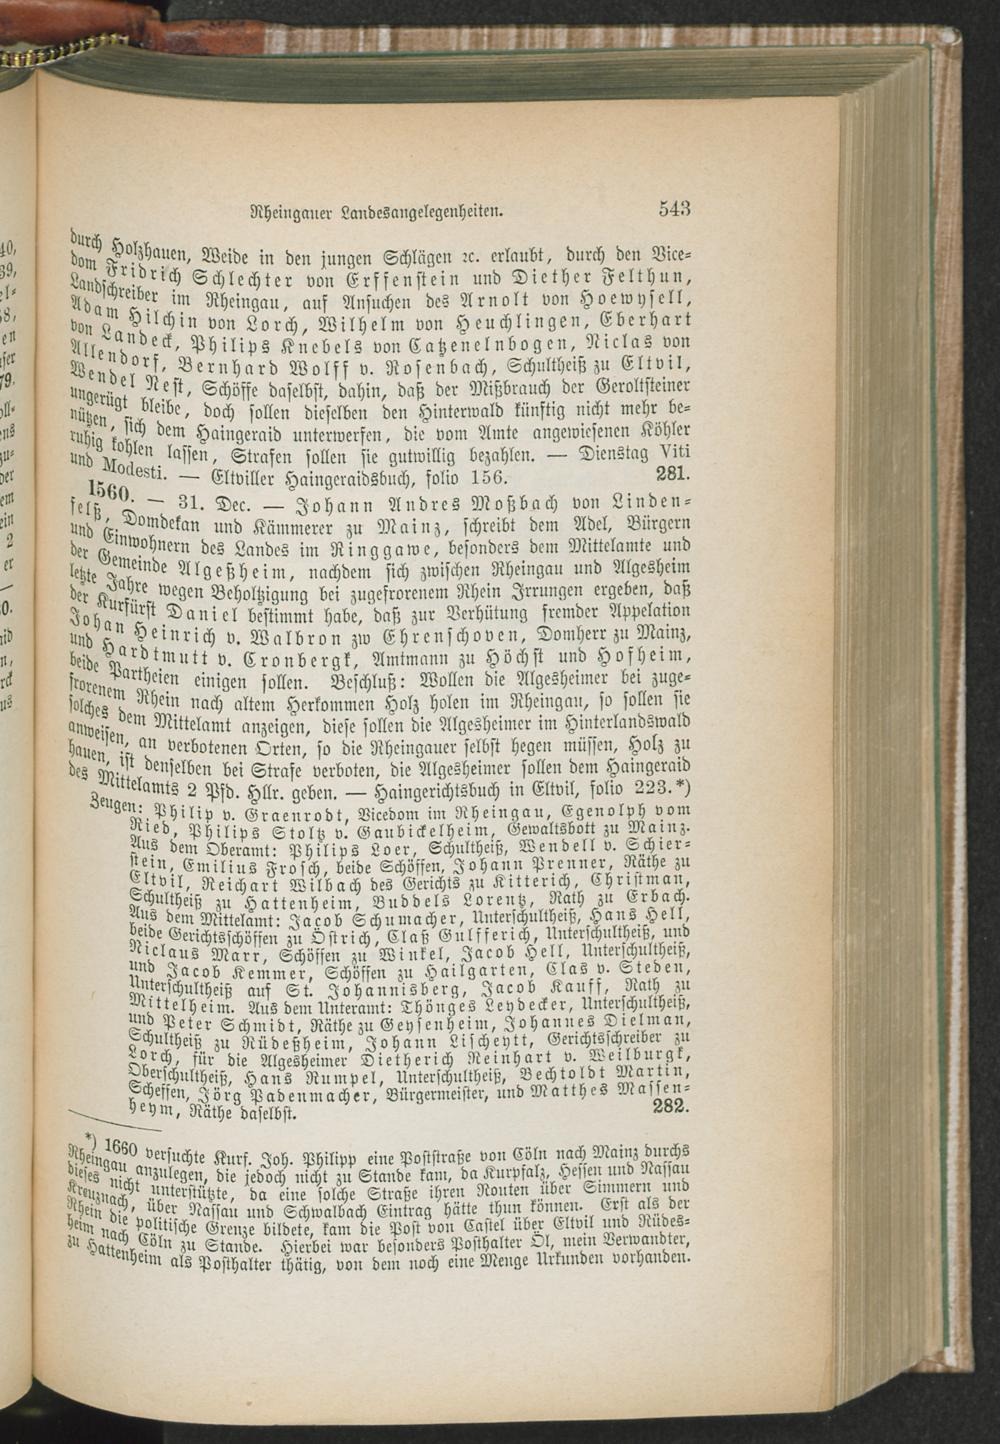 Rheingauer Landesangelegenheiten. 543
durch Holzhauen, Weide in den jungen Schlägen ꝛc. erlaubt, durch den Vice-
dom Fridrich Schlechter von Erffenstein und Diether Felthun,
Landschreiber im Rheingau, auf Ansuchen des Arnolt von Hoewysell,
Adam Hilchin von Lorch, Wilhelm von Heuchlingen, Eberhart
von Landeck, Philips Knebels von Catzenelnbogen, Niclas von
Allendorf, Bernhard Wolff v. Rosenbach, Schultheiß zu Eltvil,
Wendel Nest, Schöffe daselbst, dahin, daß der Mißbrauch der Geroltsteiner
ungerügt bleibe, doch sollen dieselben den Hinterwald künftig nicht mehr be-
nützen, sich dem Haingeraid unterwerfen, die vom Amte angewiesenen Köhler
ruhig kohlen lassen, Strafen sollen sie gutwillig bezahlen. — Dienstag Viti
und Modesti. — Eltviller Haingeraidsbuch, folio 156. 281.
1560. — 31. Dec. — Johann Andres Moßbach von Linden-
felß, Domdekan und Kämmerer zu Mainz, schreibt dem Adel, Bürgern
und Einwohnern des Landes im Ringgawe, besonders dem Mittelamte und
der Gemeinde Algeßheim, nachdem sich zwischen Rheingau und Algesheim
letzte Jahre wegen Beholtzigung bei zugefrorenem Rhein Irrungen ergeben, daß
der Kurfürst Daniel bestimmt habe, daß zur Verhütung fremder Appelation
Johan Heinrich v. Walbron zw Ehrenschoven, Domherr zu Mainz,
und Hardtmutt v. Cronbergk, Amtmann zu Höchst und Hofheim,
beide Partheien einigen sollen. Beschluß: Wollen die Algesheimer bei zuge-
frorenem Rhein nach altem Herkommen Holz holen im Rheingau, so sollen sie
solches dem Mittelamt anzeigen, diese sollen die Algesheimer im Hinterlandswald
anweisen, an verbotenen Orten, so die Rheingauer selbst hegen müssen, Holz zu
hauen, ist denselben bei Strafe verboten, die Algesheimer sollen dem Haingeraid
des Mittelamts 2 Pfd. Hllr. geben. — Haingerichtsbuch in Eltvil, folio 223.*)
Zeugen: Philip v. Graenrodt, Vicedom im Rheingau, Egenolph vom
Ried, Philips Stoltz v. Gaubickelheim, Gewaltsbott zu Mainz.
Aus dem Oberamt: Philips Loer, Schultheiß, Wendell v. Schier-
stein, Emilius Frosch, beide Schöffen, Johann Prenner, Räthe zu
Eltvil, Reichart Wilbach des Gerichts zu Kitterich, Christman,
Schultheiß zu Hattenheim, Buddels Lorentz, Rath zu Erbach.
Aus dem Mittelamt: Jacob Schumacher, Unterschultheiß, Hans Hell,
beide Gerichtsschöffen zu Östrich, Claß Gulfferich, Unterschultheiß, und
Niclaus Marx, Schöffen zu Winkel, Jacob Hell, Unterschultheiß,
und Jacob Kemmer, Schöffen zu Hailgarten, Clas v. Steden,
Unterschultheiß auf St. Johannisberg, Jacob Kauff, Rath zu
Mittelheim. Aus dem Unteramt: Thönges Leydecker, Unterschultheiß,
und Peter Schmidt, Räthe zu Geysenheim, Johannes Dielman,
Schultheiß zu Rüdeßheim, Johann Lischeytt, Gerichtsschreiber zu
Lorch, für die Algesheimer Dietherich Reinhart v. Weilburgk,
Oberschultheiß, Hans Rumpel, Unterschultheiß, Bechtoldt Martin,
Scheffen, Jörg Padenmacher, Bürgermeister, und Matthes Massen-
heym, Räthe daselbst. 282.
*) 1660 versuchte Kurf. Joh. Philipp eine Poststraße von Cöln nach Mainz durchs
Rheingau anzulegen, die jedoch nicht zu Stande kam, da Kurpfalz, Hessen und Nassau
dieses nicht unterstützte, da eine solche Straße ihren Routen über Simmern und
Kreuznach, über Nassau und Schwalbach Eintrag hätte thun können. Erst als der
Rhein die politische Grenze bildete, kam die Post von Castel über Eltvil und Rüdes-
heim nach Cöln zu Stande. Hierbei war besonders Posthalter Öl, mein Verwandter,
zu Hattenheim als Posthalter thätig, von dem noch eine Menge Urkunden vorhanden.